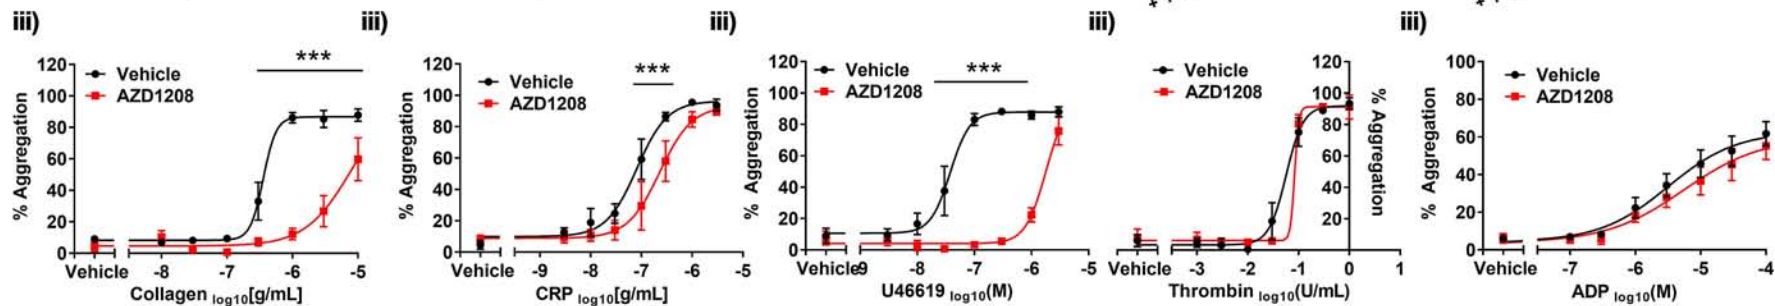 iii)
iii)
iii)
iii)
iii)
% Aggregation
120
100
80
60
40
20
0
Vehicle
AZD1208
***
Vehicle
-8
-7
-6
-5
Collagen log10[g/mL]
% Aggregation
120
100
80
60
40
20
0
Vehicle
AZD1208
***
Vehicle
-9
-8
-7
-6
-5
CRP log10[g/mL]
% Aggregation
120
100
80
60
40
20
0
Vehicle
AZD1208
***
Vehicle
9
-8
-7
-6
-5
U46619 log10(M)
Vehicle
AZD1208
120
100
80
60
40
20
% Aggregation
Vehicle
-3
-2
-1
0
1
Thrombin log10(U/mL)
% Aggregation
100
80
60
40
20
0
Vehicle
AZD1208
Vehicle
-7
-6
-5
-4
ADP log10(M)